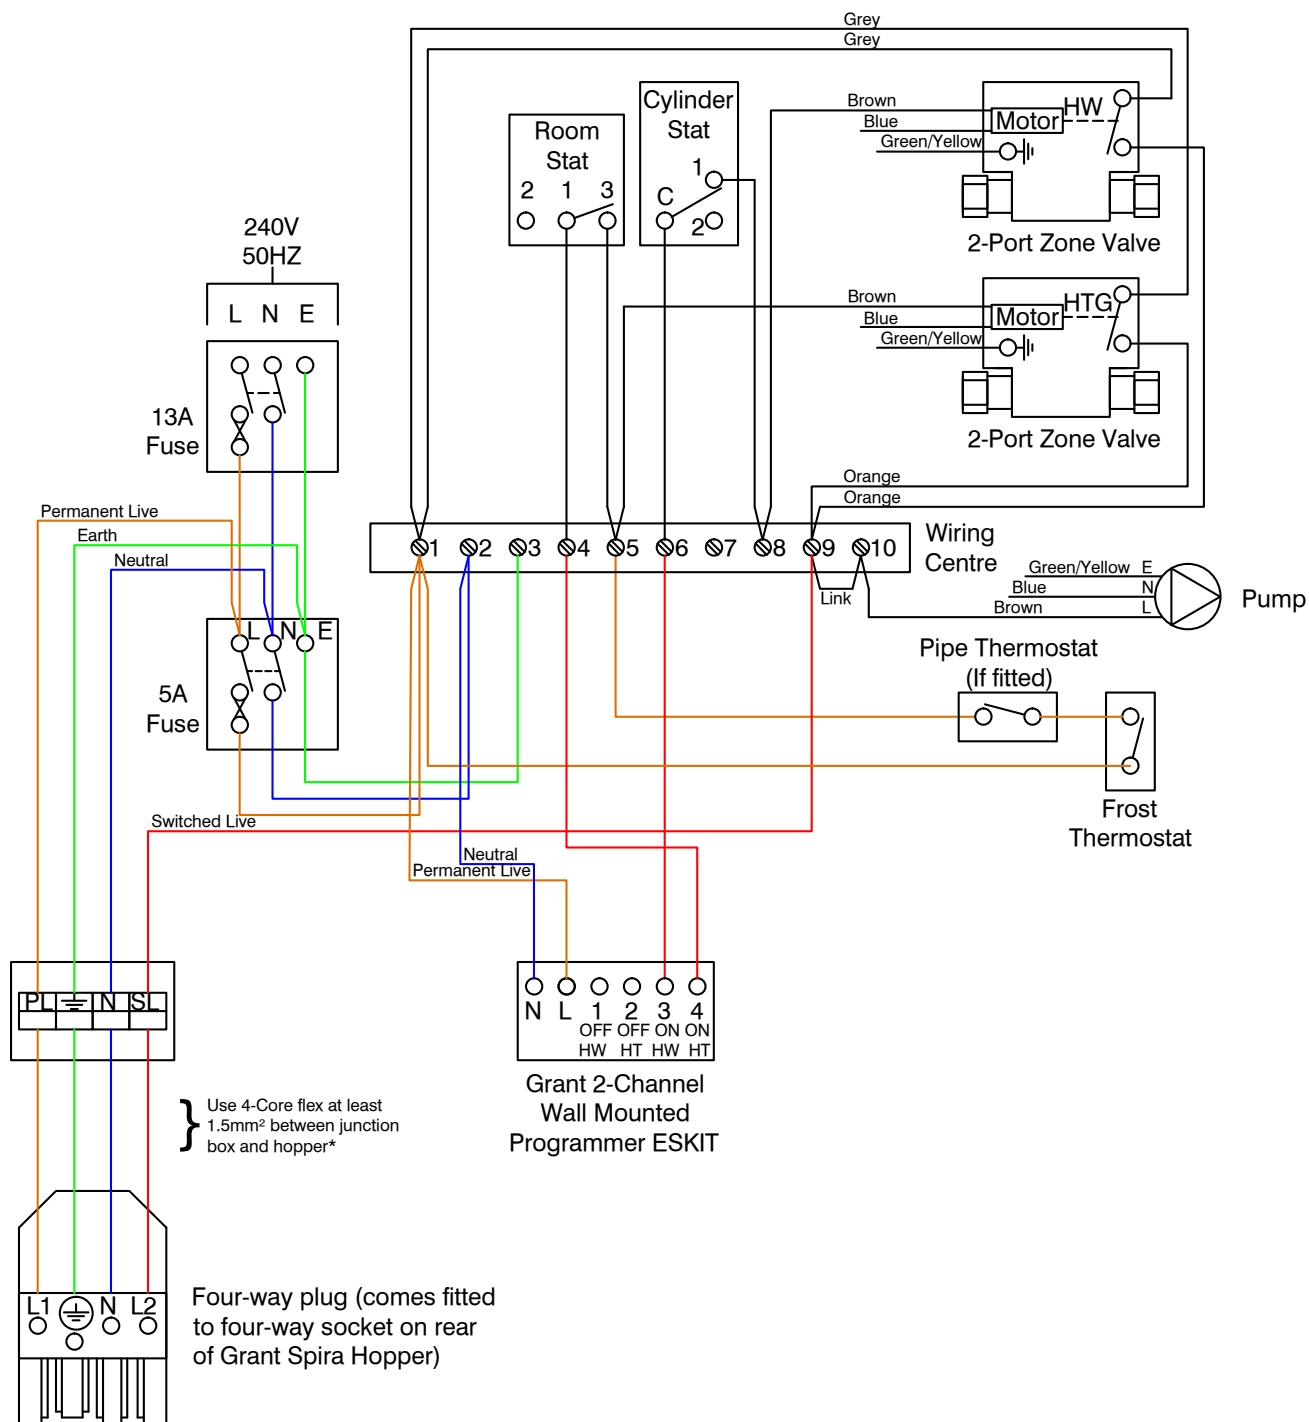 Grey
Grey
Brown
Blue
Green/Yellow
HW
Motor
2-Port Zone Valve
Cylinder
Stat
1
C
2
Room
Stat
2 1 3
Brown
Blue
Green/Yellow
HTG
Motor
2-Port Zone Valve
240V
50HZ
L N E
13A
Fuse
Orange
Orange
Permanent Live
Earth
Neutral
1 2 3 4 5 6 7 8 9 10
Wiring
Centre
Link
Green/Yellow E
Blue N
Brown L
Pump
L N E
5A
Fuse
Pipe Thermostat
(If fitted)
Frost
Thermostat
Switched Live
Neutral
Permanent Live
PL N SL
N L 1 2 3 4
OFF OFF ON ON
HW HT HW HT
Grant 2-Channel
Wall Mounted
Programmer ESKIT
} Use 4-Core flex at least
1.5mm² between junction
box and hopper*
L1 N L2
Four-way plug (comes fitted
to four-way socket on rear
of Grant Spira Hopper)